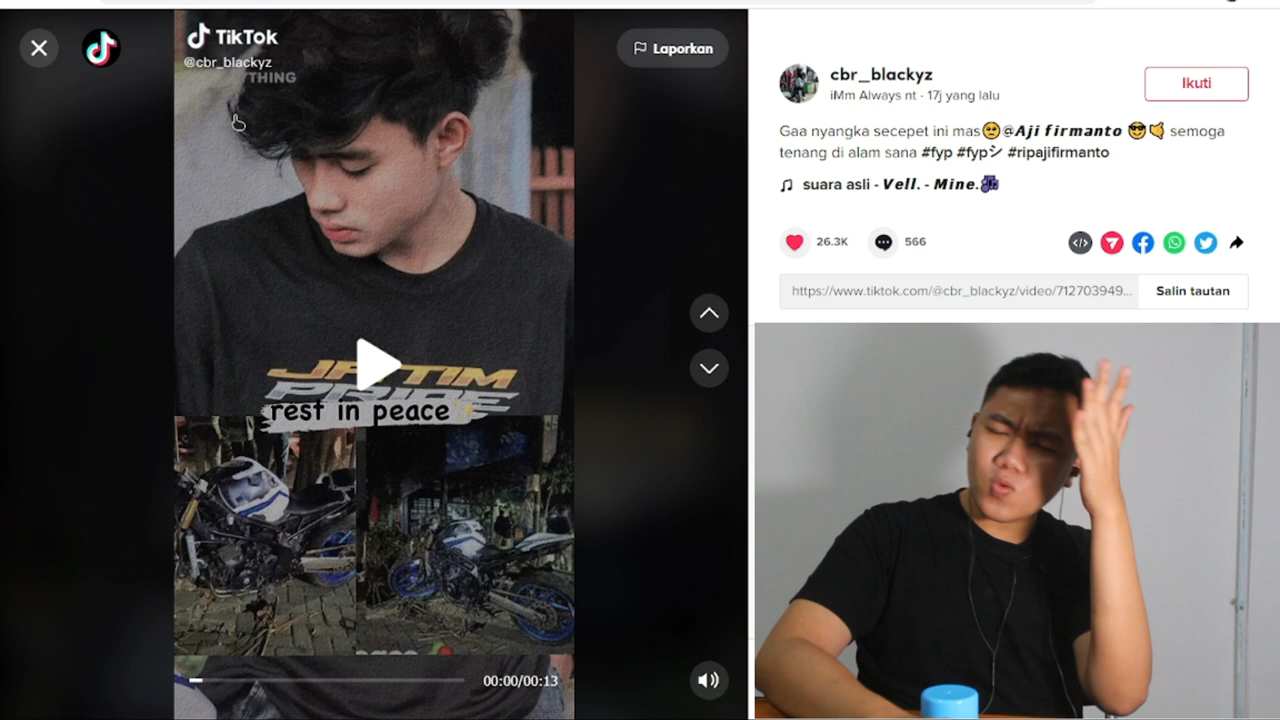 TikTok
@cbr_blackyz
YTHING
Laporkan
rest in peace
00:00/00:13
cbr_blackyz
iMm Always nt · 17j yang lalu
Ikuti
Gaa nyangka secepet ini mas🥺@Aji firmanto 😎🤙 semoga
tenang di alam sana #fyp #fypシ #ripajifirmanto
suara asli - Vell. - Mine.
26.3K
566
https://www.tiktok.com/@cbr_blackyz/video/712703949...
Salin tautan